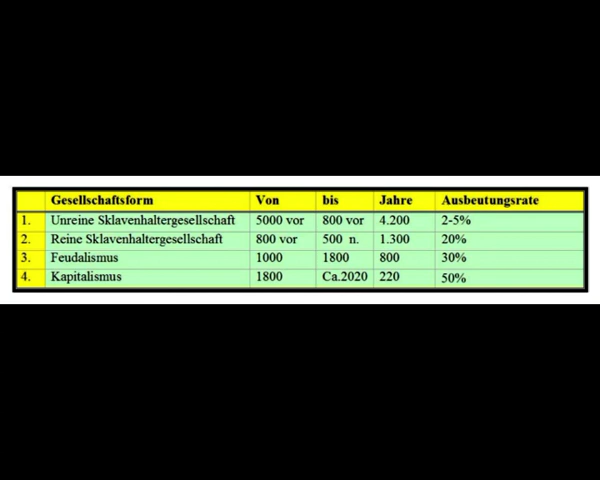 Gesellschaftsform Von bis Jahre Ausbeutungsrate
1. Unreine Sklavenhaltergesellschaft 5000 vor 800 vor 4.200 2-5%
2. Reine Sklavenhaltergesellschaft 800 vor 500 n. 1.300 20%
3. Feudalismus 1000 1800 800 30%
4. Kapitalismus 1800 Ca.2020 220 50%